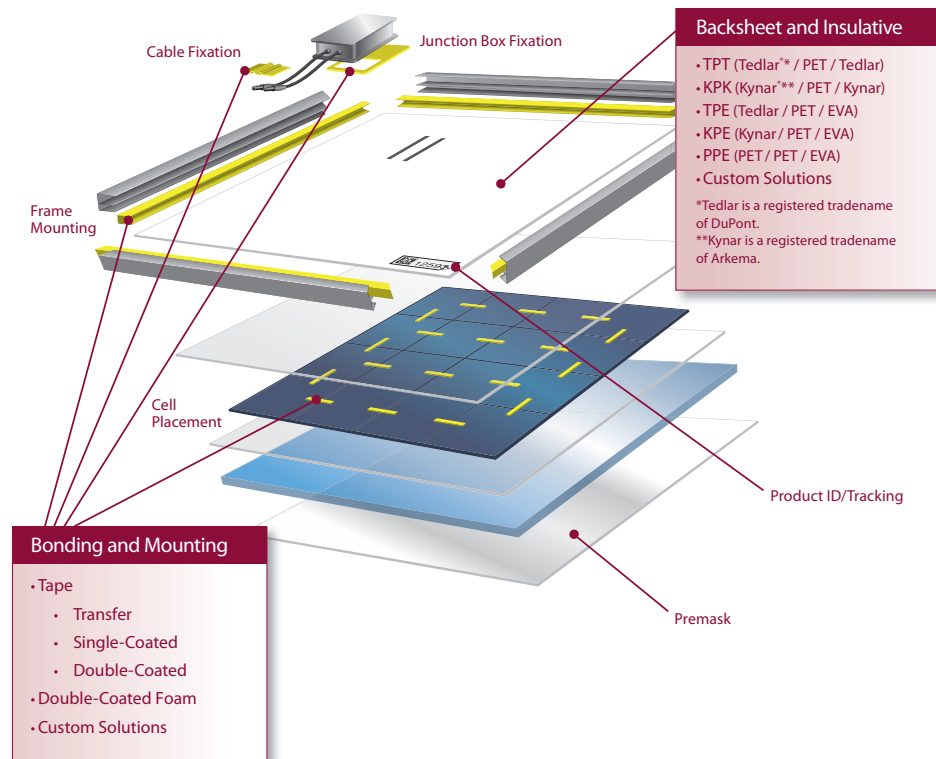 Cable Fixation
Junction Box Fixation
Backsheet and Insulative
• TPT (Tedlar®* / PET / Tedlar)
• KPK (Kynar®** / PET / Kynar)
• TPE (Tedlar / PET / EVA)
• KPE (Kynar / PET / EVA)
• PPE (PET / PET / EVA)
• Custom Solutions
*Tedlar is a registered tradename
of DuPont.
**Kynar is a registered tradename
of Arkema.
Frame
Mounting
Cell
Placement
Product ID/Tracking
Premask
Bonding and Mounting
• Tape
• Transfer
• Single-Coated
• Double-Coated
• Double-Coated Foam
• Custom Solutions